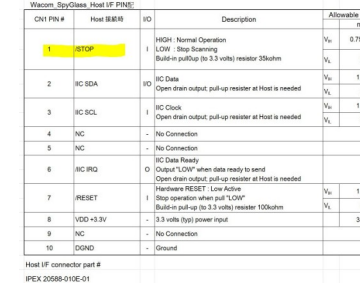 Wacom_SpyGlass_Host I/F PIN配
CN1 PIN # Host 接続時 I/O Description Allowable
1 /STOP I HIGH : Normal Operation
LOW : Stop Scanning
Build-in pull0up (to 3.3 volts) resistor 35kohm
VIH 0.75
VIL
2 IIC SDA I/O IIC Data
Open drain output; pull-up resister at Host is needed
VIH 1
VIL
3 IIC SCL I IIC Clock
Open drain output; pull-up resister at Host is needed
VIH 1
VIL
4 NC - No Connection
5 NC - No Connection
6 /IIC IRQ O IIC Data Ready
Output "LOW" when data ready to send
Open drain output; pull-up resister at Host is needed
7 /RESET I Hardware RESET : Low Active
Stop operation when pull "LOW"
Build-in pull-up (to 3.3 volts) resister 100kohm
VIH 1
VIL
8 VDD +3.3V - 3.3 volts (typ) power input 3
9 NC - No Connection
10 DGND - Ground
Host I/F connector part #
IPEX 20588-010E-01